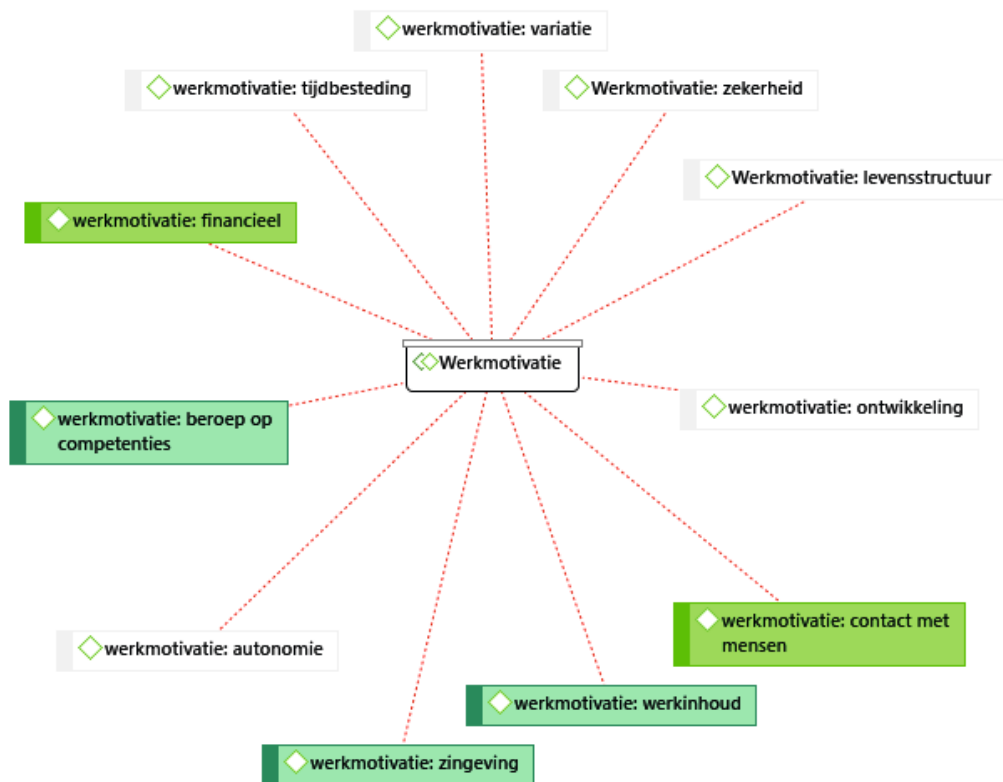 werkmotivatie: variatie
werkmotivatie: tijdbesteding
Werkmotivatie: zekerheid
Werkmotivatie: levensstructuur
werkmotivatie: financieel
Werkmotivatie
werkmotivatie: ontwikkeling
werkmotivatie: beroep op
competenties
werkmotivatie: contact met
mensen
werkmotivatie: autonomie
werkmotivatie: werkinhoud
werkmotivatie: zingeving